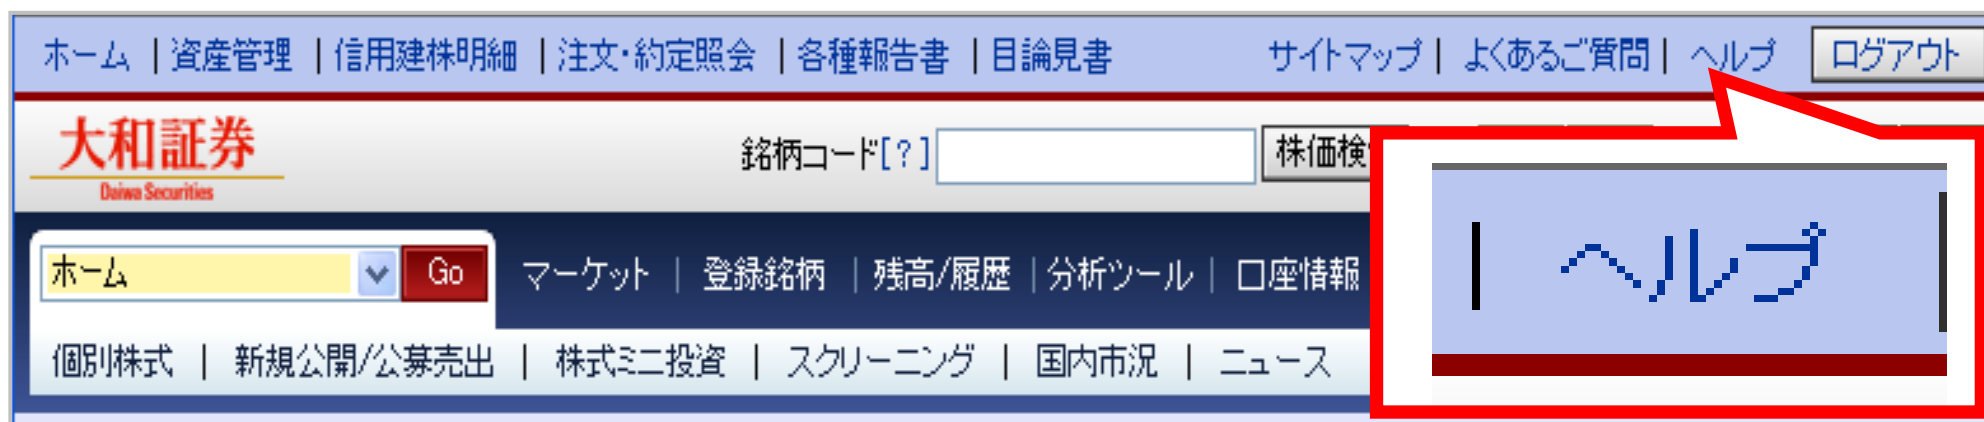 ホーム | 資産管理 | 信用建株明細 | 注文・約定照会 | 各種報告書 | 目論見書 サイトマップ | よくあるご質問 | ヘルプ ログアウト
大和証券
Daiwa Securities
銘柄コード[?] 株価検
ホーム Go マーケット | 登録銘柄 | 残高/履歴 | 分析ツール | 口座情報
| ヘルプ
個別株式 | 新規公開/公募売出 | 株式ミニ投資 | スクリーニング | 国内市況 | ニュース